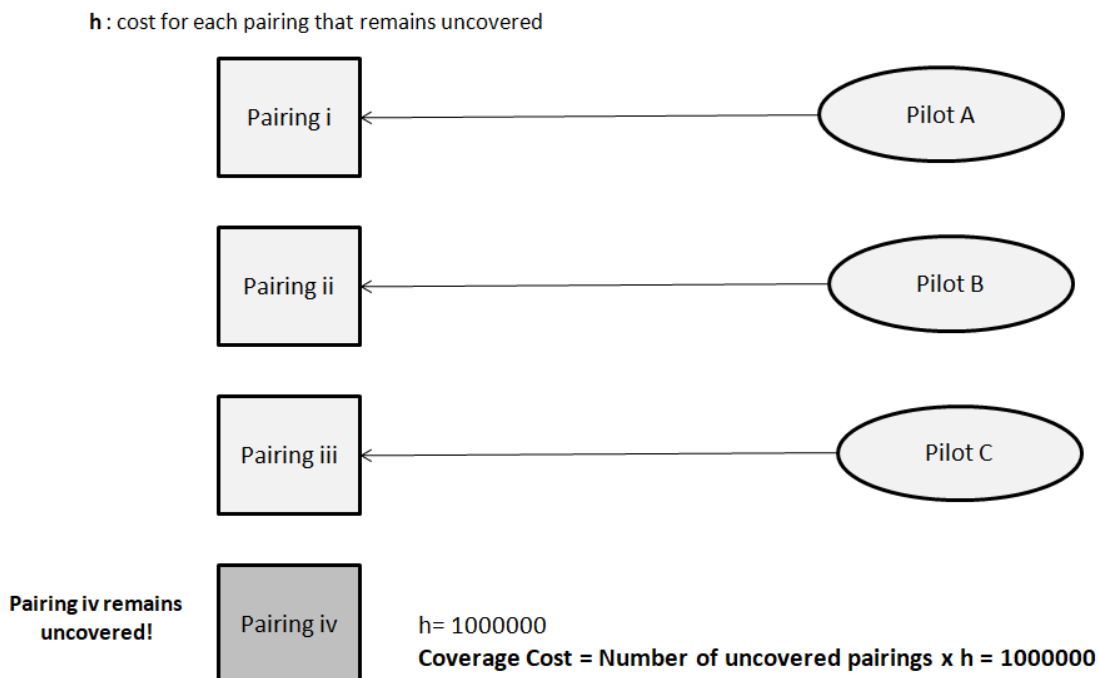 h : cost for each pairing that remains uncovered
Pairing i
Pilot A
Pairing ii
Pilot B
Pairing iii
Pilot C
Pairing iv remains
uncovered!
Pairing iv
h= 1000000
Coverage Cost = Number of uncovered pairings x h = 1000000